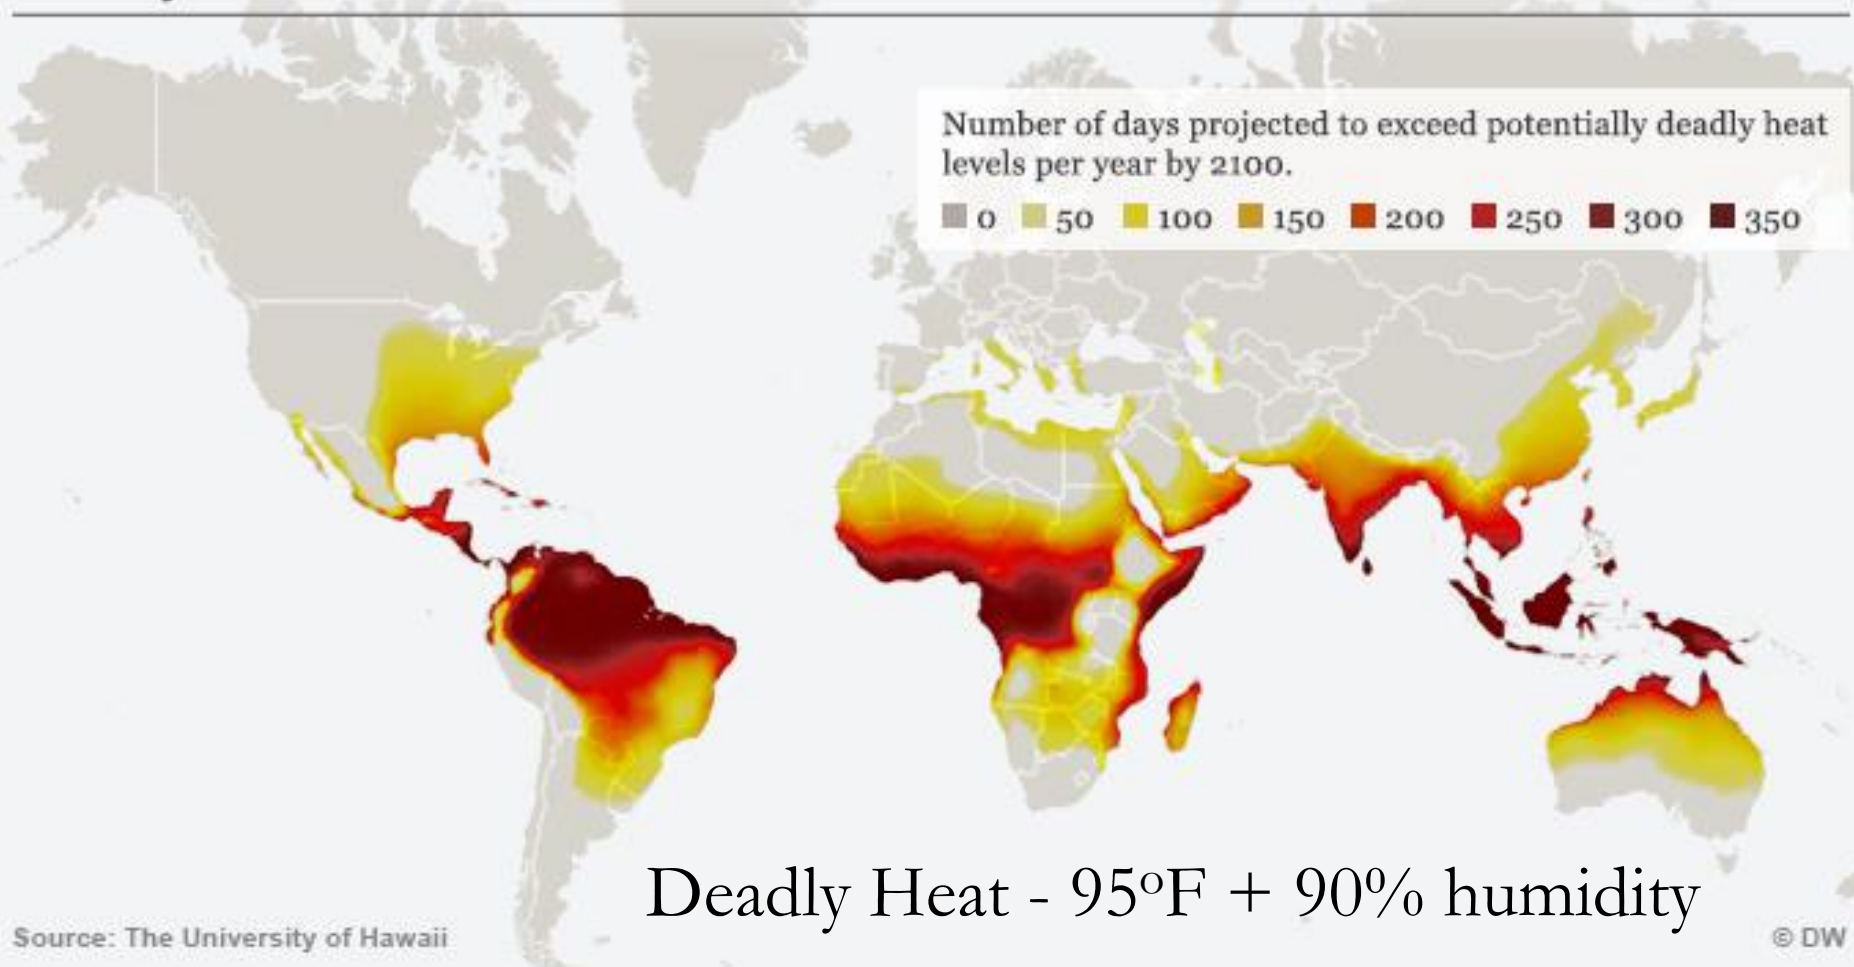 Number of days projected to exceed potentially deadly heat
levels per year by 2100.
0 50 100 150 200 250 300 350
Deadly Heat - 95°F + 90% humidity
Source: The University of Hawaii
© DW